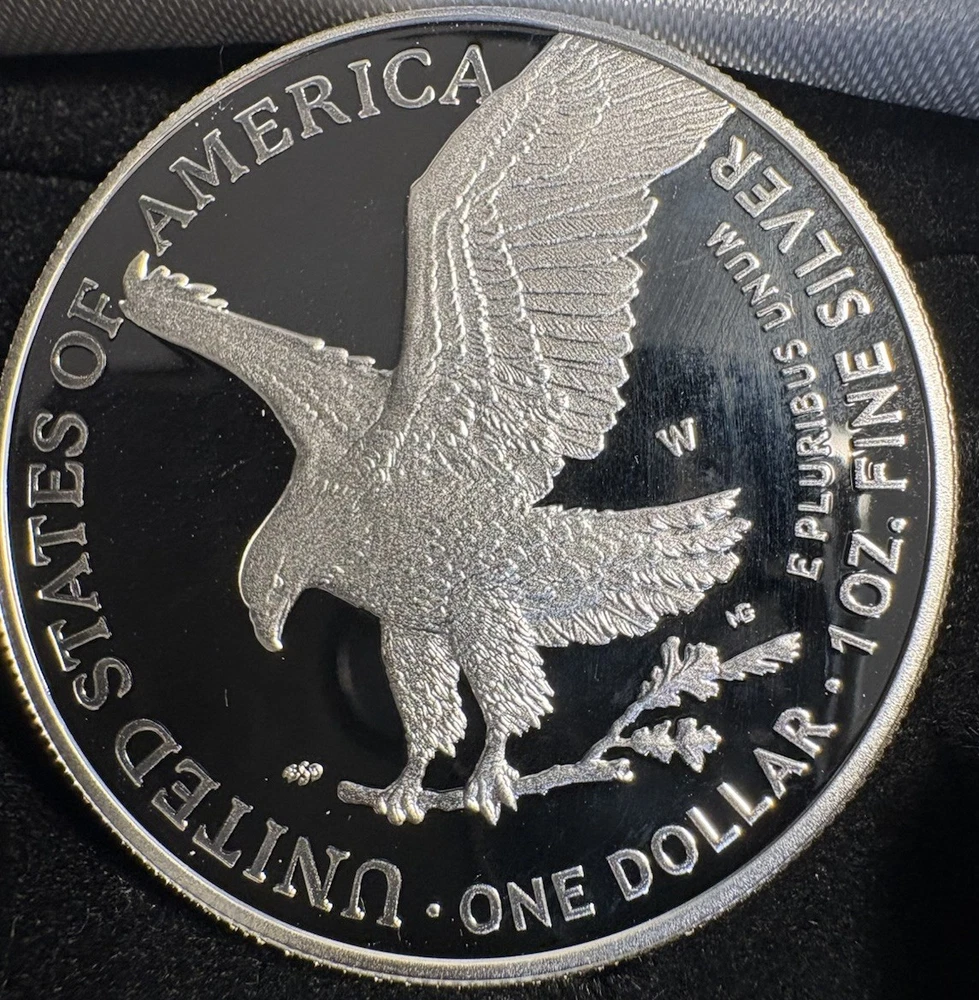 UNITED STATES OF AMERICA
· ONE DOLLAR · 1 OZ. FINE SILVER
E PLURIBUS UNUM
W